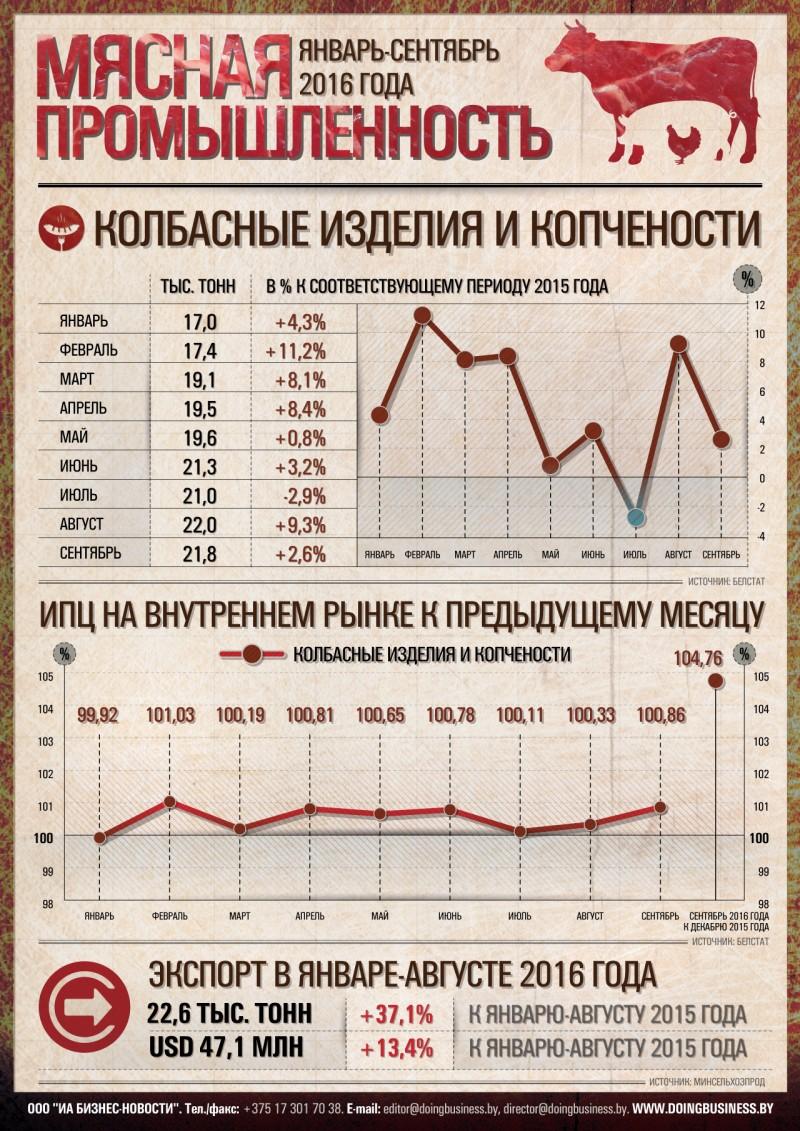 МЯСНАЯ
ЯНВАРЬ-СЕНТЯБРЬ
2016 ГОДА
ПРОМЫШЛЕННОСТЬ
КОЛБАСНЫЕ ИЗДЕЛИЯ И КОПЧЕНОСТИ
ТЫС. ТОНН В % К СООТВЕТСТВУЮЩЕМУ ПЕРИОДУ 2015 ГОДА
%
ЯНВАРЬ 17,0 +4,3%
ФЕВРАЛЬ 17,4 +11,2%
МАРТ 19,1 +8,1%
АПРЕЛЬ 19,5 +8,4%
МАЙ 19,6 +0,8%
ИЮНЬ 21,3 +3,2%
ИЮЛЬ 21,0 -2,9%
АВГУСТ 22,0 +9,3%
СЕНТЯБРЬ 21,8 +2,6%
12
10
8
6
4
2
0
-2
-4
ЯНВАРЬ ФЕВРАЛЬ МАРТ АПРЕЛЬ МАЙ ИЮНЬ ИЮЛЬ АВГУСТ СЕНТЯБРЬ
ИСТОЧНИК: БЕЛСТАТ
ИПЦ НА ВНУТРЕННЕМ РЫНКЕ К ПРЕДЫДУЩЕМУ МЕСЯЦУ
% КОЛБАСНЫЕ ИЗДЕЛИЯ И КОПЧЕНОСТИ 104,76 %
105 105
104 99,92 101,03 100,19 100,81 100,65 100,78 100,11 100,33 100,86 104
103 103
102 102
101 101
100 100
99 99
98 98
ЯНВАРЬ ФЕВРАЛЬ МАРТ АПРЕЛЬ МАЙ ИЮНЬ ИЮЛЬ АВГУСТ СЕНТЯБРЬ СЕНТЯБРЬ 2016 ГОДА
К ДЕКАБРЮ 2015 ГОДА
ИСТОЧНИК: БЕЛСТАТ
ЭКСПОРТ В ЯНВАРЕ-АВГУСТЕ 2016 ГОДА
22,6 ТЫС. ТОНН +37,1% К ЯНВАРЮ-АВГУСТУ 2015 ГОДА
USD 47,1 МЛН +13,4% К ЯНВАРЮ-АВГУСТУ 2015 ГОДА
ИСТОЧНИК: МИНСЕЛЬХОЗПРОД
ООО "ИА БИЗНЕС-НОВОСТИ". Тел./факс: +375 17 301 70 38. E-mail: editor@doingbusiness.by, director@doingbusiness.by. WWW.DOINGBUSINESS.BY